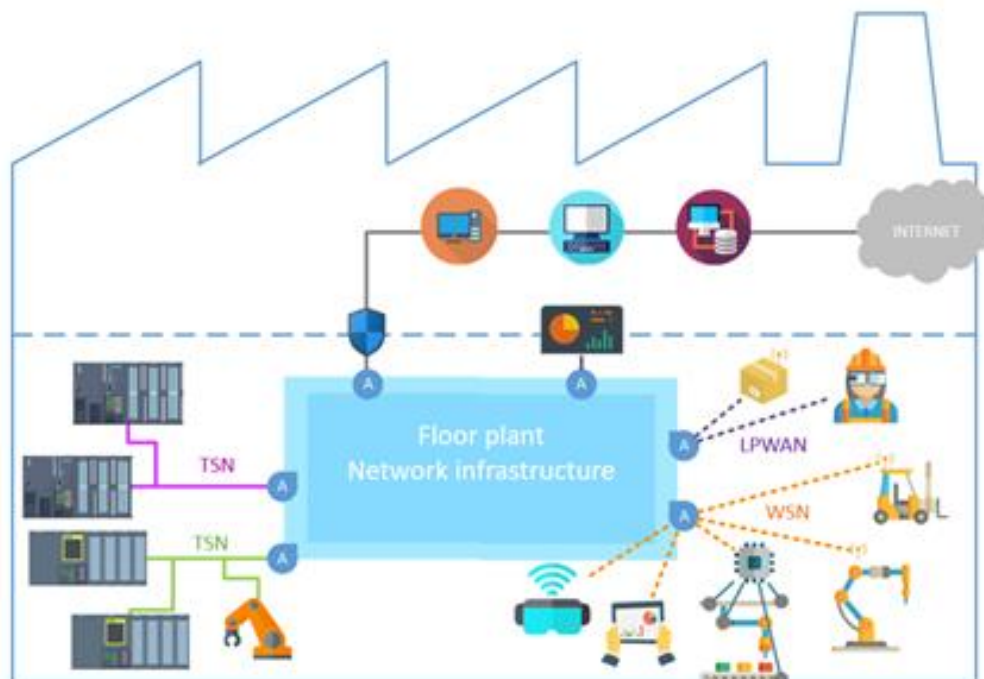 INTERNET
A
A
Floor plant
Network infrastructure
TSN
A
TSN
A
A
LPWAN
A
WSN